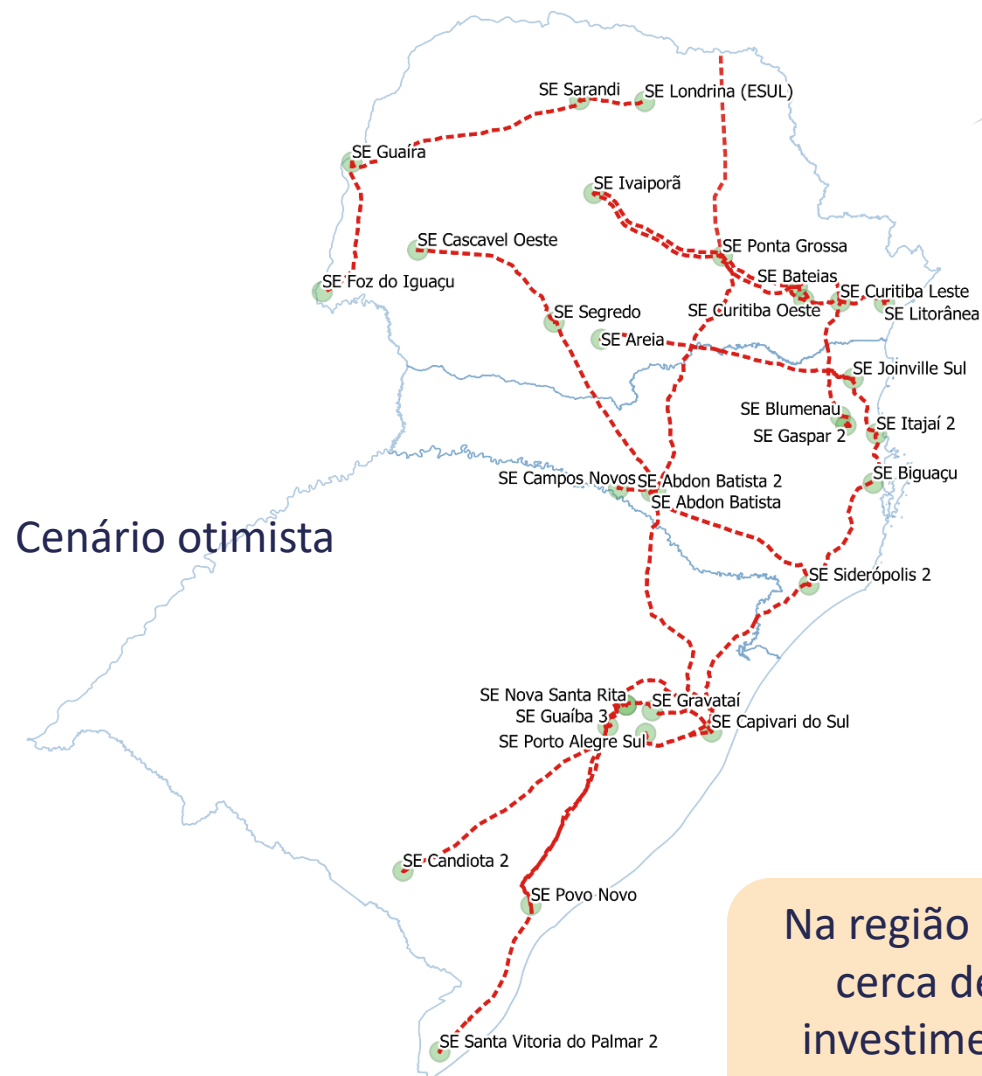 SE Sarandi
SE Londrina (ESUL)
SE Guaíra
SE Ivaiporã
SE Cascavel Oeste
SE Ponta Grossa
SE Bateias
SE Foz do Iguaçu
SE Curitiba Leste
SE Curitiba Oeste
SE Litorânea
SE Segredo
SE Areia
SE Joinville Sul
SE Blumenau
SE Itajaí 2
SE Gaspar 2
SE Biguaçu
SE Campos Novos
SE Abdon Batista 2
SE Abdon Batista
Cenário otimista
SE Siderópolis 2
SE Nova Santa Rita
SE Gravataí
SE Guaíba 3
SE Capivari do Sul
SE Porto Alegre Sul
SE Candiota 2
SE Povo Novo
Na região
cerca de
investime
SE Santa Vitoria do Palmar 2